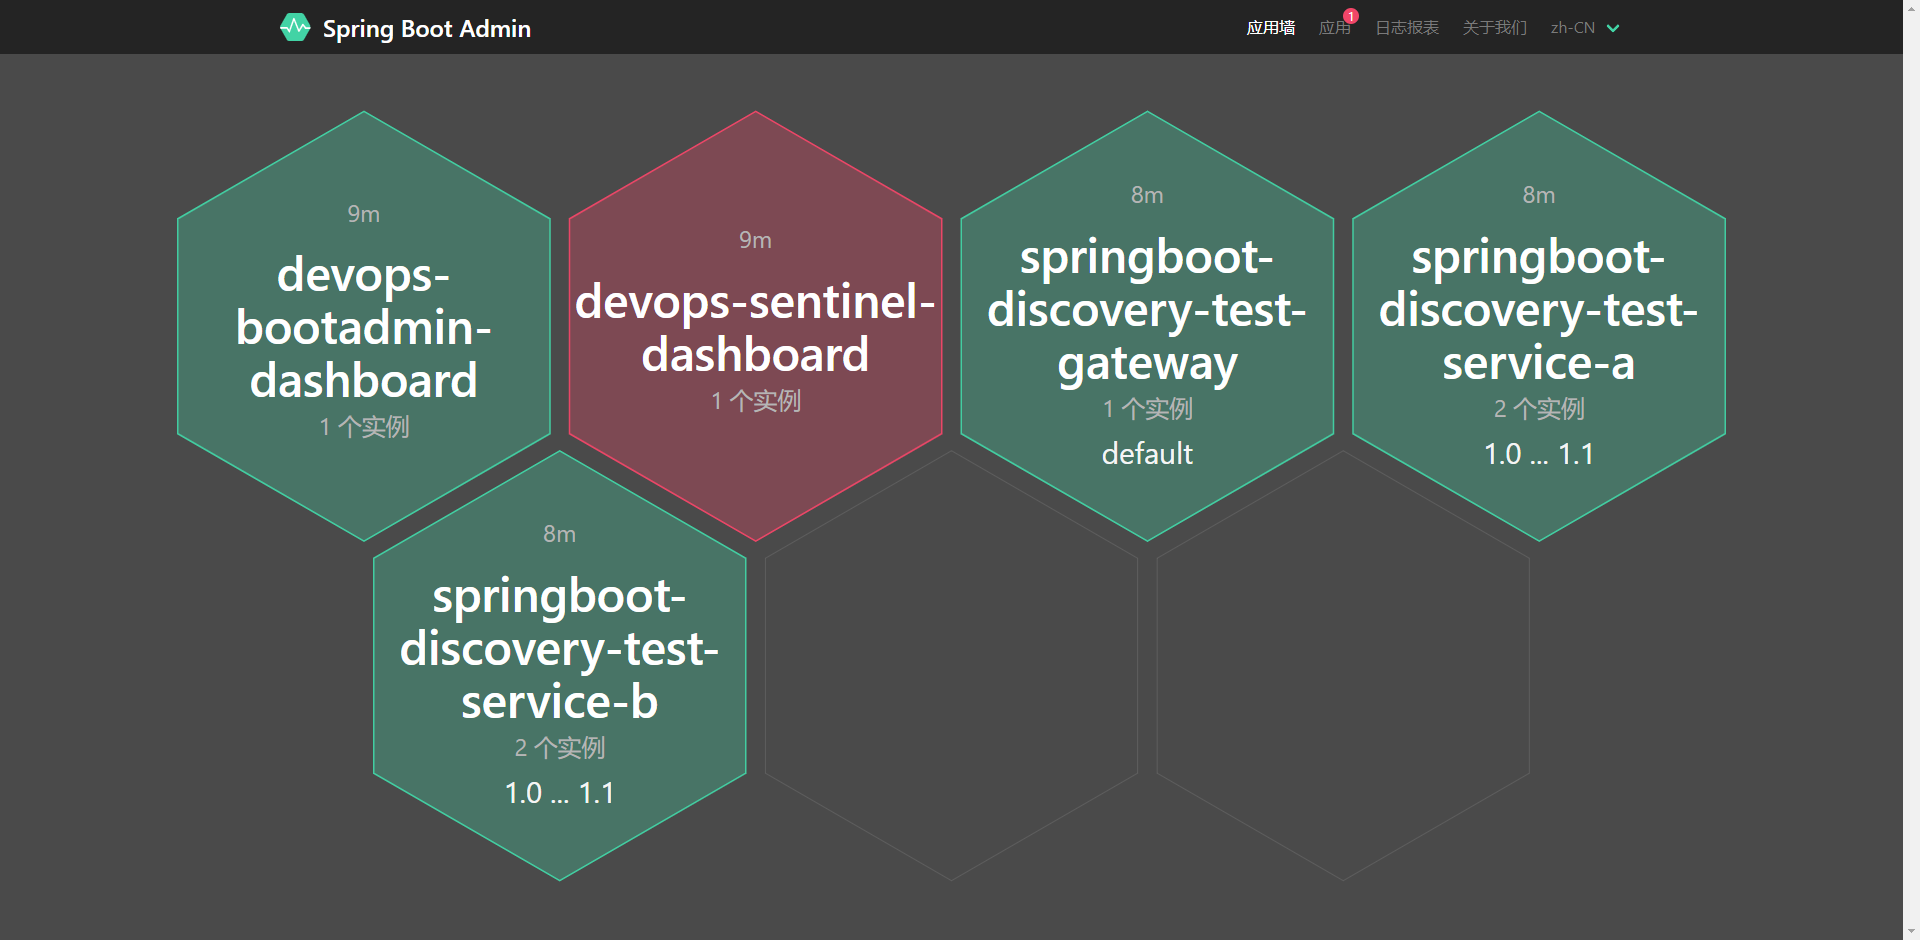 Spring Boot Admin
应用墙
应用
1
日志报表
关于我们
zh-CN
9m
devops-
bootadmin-
dashboard
1 个实例
9m
devops-sentinel-
dashboard
1 个实例
8m
springboot-
discovery-test-
gateway
1 个实例
default
8m
springboot-
discovery-test-
service-a
2 个实例
1.0 ... 1.1
8m
springboot-
discovery-test-
service-b
2 个实例
1.0 ... 1.1